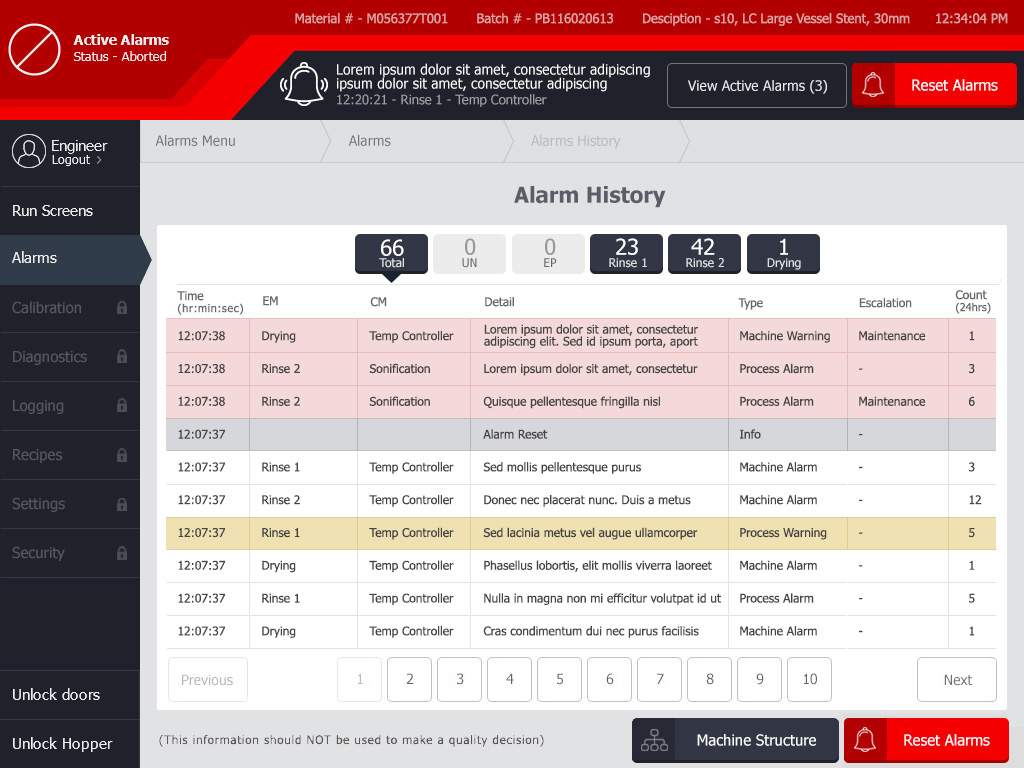 Material # - M056377T001 Batch # - PB116020613 Desciption - s10, LC Large Vessel Stent, 30mm 12:34:04 PM
Active Alarms
Status - Aborted
Lorem ipsum dolor sit amet, consectetur adipiscing
ipsum dolor sit amet, consectetur adipiscing
12:20:21 - Rinse 1 - Temp Controller
View Active Alarms (3)
Reset Alarms
Engineer
Logout >
Run Screens
Alarms
Calibration
Diagnostics
Logging
Recipes
Settings
Security
Unlock doors
Unlock Hopper
Alarms Menu Alarms Alarms History
Alarm History
66 Total
0 UN
0 EP
23 Rinse 1
42 Rinse 2
1 Drying
Time (hr:min:sec) EM CM Detail Type Escalation Count (24hrs)
12:07:38 Drying Temp Controller Lorem ipsum dolor sit amet, consectetur adipiscing elit. Sed id ipsum porta, aport Machine Warning Maintenance 1
12:07:38 Rinse 2 Sonification Lorem ipsum dolor sit amet, consectetur Process Alarm - 3
12:07:38 Rinse 2 Sonification Quisque pellentesque fringilla nisl Process Alarm Maintenance 6
12:07:37 Alarm Reset Info -
12:07:37 Rinse 1 Temp Controller Sed mollis pellentesque purus Machine Alarm - 3
12:07:37 Rinse 2 Temp Controller Donec nec placerat nunc. Duis a metus Machine Alarm - 12
12:07:37 Rinse 1 Temp Controller Sed lacinia metus vel augue ullamcorper Process Warning - 5
12:07:37 Drying Temp Controller Phasellus lobortis, elit mollis viverra laoreet Machine Alarm - 1
12:07:37 Rinse 1 Temp Controller Nulla in magna non mi efficitur volutpat id ut Process Alarm - 5
12:07:37 Drying Temp Controller Cras condimentum dui nec purus facilisis Machine Alarm - 1
Previous 1 2 3 4 5 6 7 8 9 10 Next
(This information should NOT be used to make a quality decision)
Machine Structure
Reset Alarms